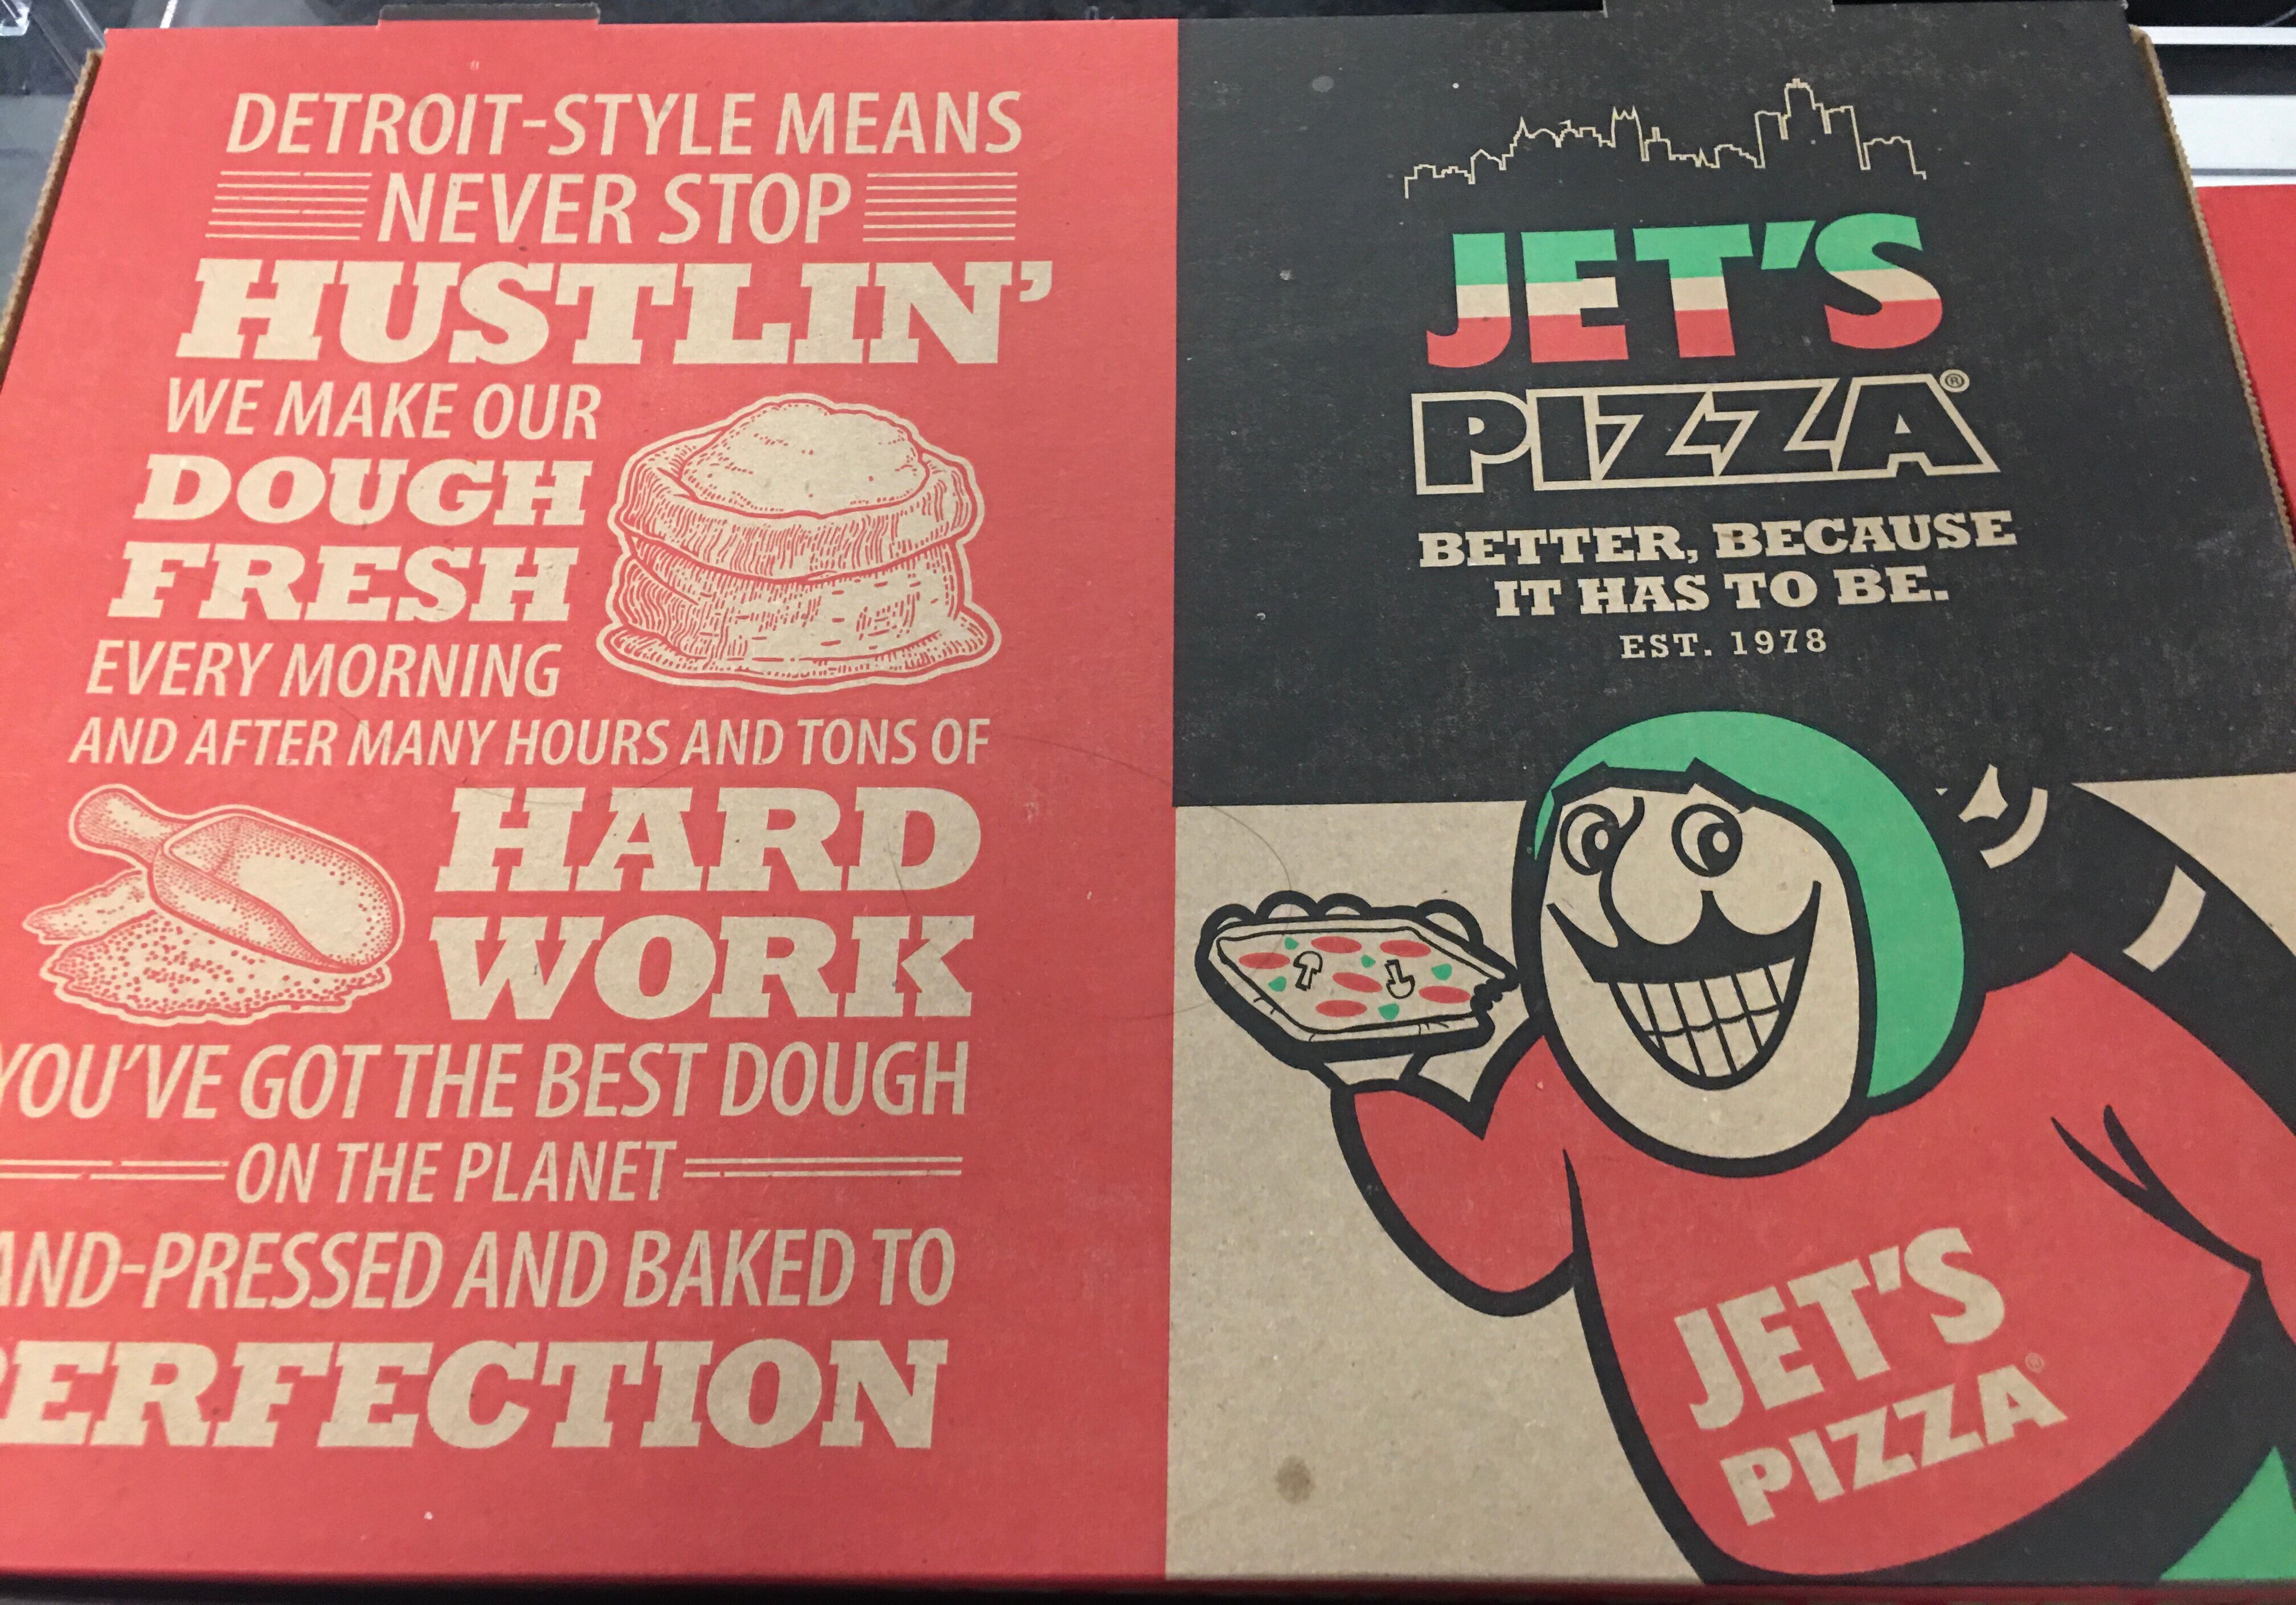 DETROIT-STYLE MEANS
NEVER STOP
HUSTLIN'
WE MAKE OUR
DOUGH
FRESH
EVERY MORNING
AND AFTER MANY HOURS AND TONS OF
HARD
WORK
YOU'VE GOT THE BEST DOUGH
ON THE PLANET
AND-PRESSED AND BAKED TO
PERFECTION
JET'S
PIZZA®
BETTER, BECAUSE
IT HAS TO BE.
EST. 1978
JET'S
PIZZA®